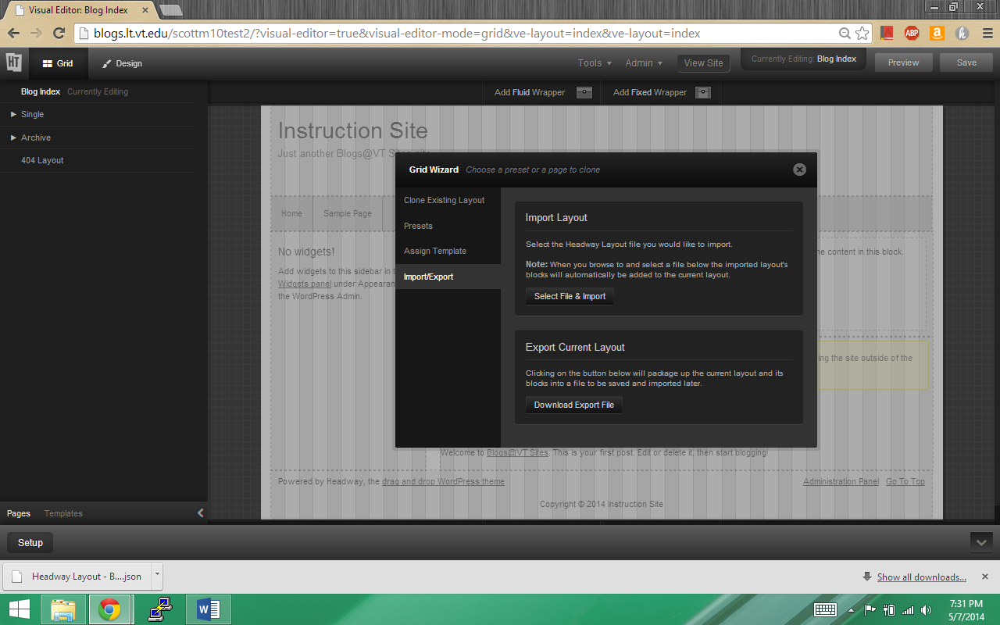 Visual Editor: Blog Index
blogs.lt.vt.edu/scottm10test2/?visual-editor=true&visual-editor-mode=grid&ve-layout=index&ve-layout=index
ABP
HT
Grid
Design
Tools
Admin
View Site
Currently Editing: Blog Index
Preview
Save
Blog Index Currently Editing
Single
Archive
404 Layout
Add Fluid Wrapper
Add Fixed Wrapper
Instruction Site
Just another Blogs@VT Sites site
Home
Sample Page
No widgets!
Add widgets to this sidebar in t
Widgets panel under Appearan
the WordPress Admin.
Grid Wizard Choose a preset or a page to clone
Clone Existing Layout
Presets
Assign Template
Import/Export
Import Layout
Select the Headway Layout file you would like to import.
Note: When you browse to and select a file below the imported layout's
blocks will automatically be added to the current layout.
Select File & Import
Export Current Layout
Clicking on the button below will package up the current layout and its
blocks into a file to be saved and imported later.
Download Export File
he content in this block.
ing the site outside of the
Welcome to Blogs@VT Sites. This is your first post. Edit or delete it, then start blogging!
Powered by Headway, the drag and drop WordPress theme
Administration Panel Go To Top
Copyright © 2014 Instruction Site
Pages
Templates
Setup
Headway Layout - B....json
Show all downloads...
7:31 PM
5/7/2014